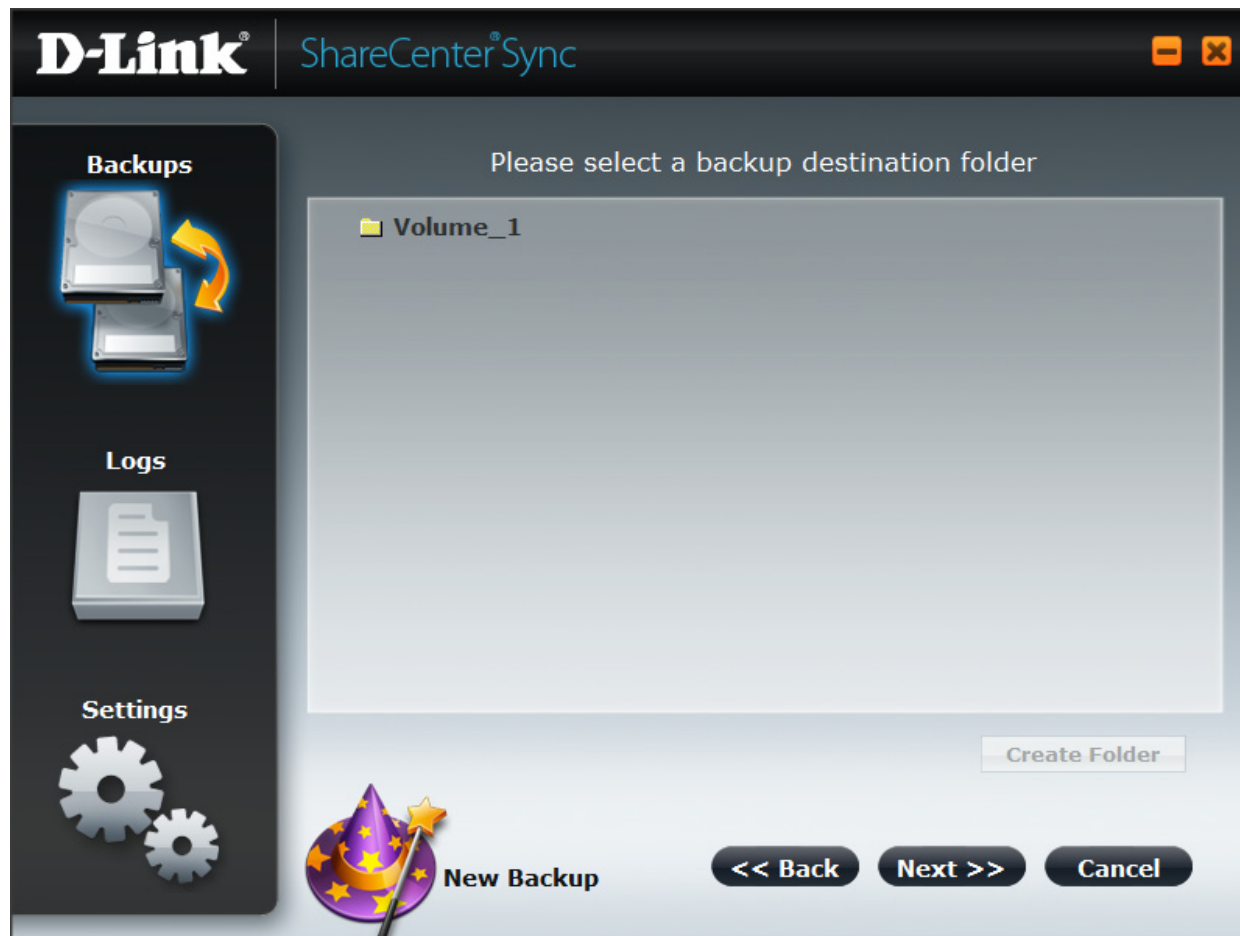 D-Link® ShareCenter® Sync
Backups
Please select a backup destination folder
Volume_1
Logs
Settings
Create Folder
New Backup
<< Back
Next >>
Cancel